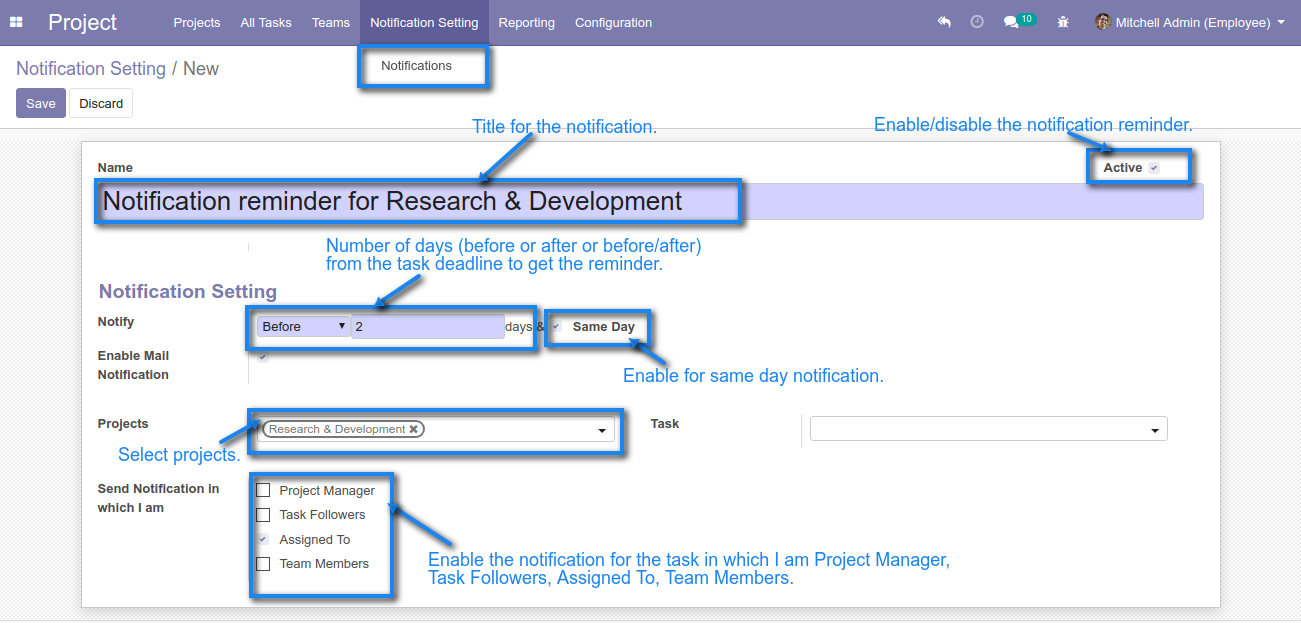 Project Projects All Tasks Teams Notification Setting Reporting Configuration 10 Mitchell Admin (Employee)
Notifications
Notification Setting / New
Save Discard
Title for the notification.
Enable/disable the notification reminder.
Name
Active
Notification reminder for Research & Development
Number of days (before or after or before/after)
from the task deadline to get the reminder.
Notification Setting
Notify Before 2 days & Same Day
Enable Mail
Notification
Enable for same day notification.
Projects Research & Development Task
Select projects.
Send Notification in
which I am
Project Manager
Task Followers
Assigned To
Team Members
Enable the notification for the task in which I am Project Manager,
Task Followers, Assigned To, Team Members.